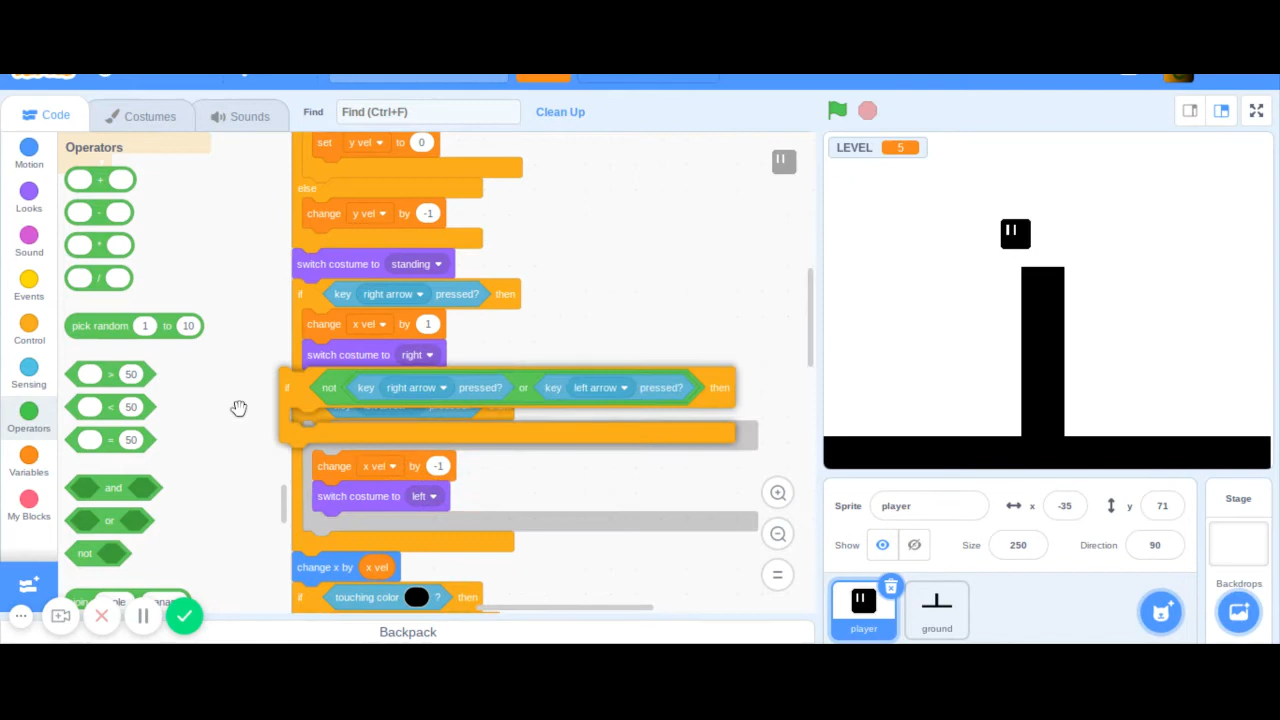 Code
Costumes
Sounds
Find
Find (Ctrl+F)
Clean Up
Motion
Looks
Sound
Events
Control
Sensing
Operators
Variables
My Blocks
Operators
+
-
*
/
pick random 1 to 10
> 50
< 50
= 50
and
or
not
set y vel to 0
else
change y vel by -1
switch costume to standing
if key right arrow pressed? then
change x vel by 1
switch costume to right
if not key right arrow pressed? or key left arrow pressed? then
change x vel by -1
switch costume to left
change x by x vel
if touching color ? then
Backpack
LEVEL 5
Sprite player x -35 y 71
Show Size 250 Direction 90
player
ground
Stage
Backdrops